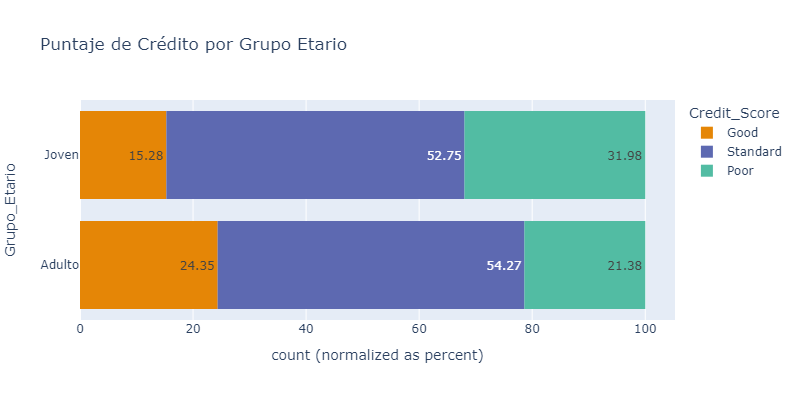 Puntaje de Crédito por Grupo Etario
Credit_Score
Good
Standard
Poor
Grupo_Etario
Joven
15.28
52.75
31.98
Adulto
24.35
54.27
21.38
0
20
40
60
80
100
count (normalized as percent)